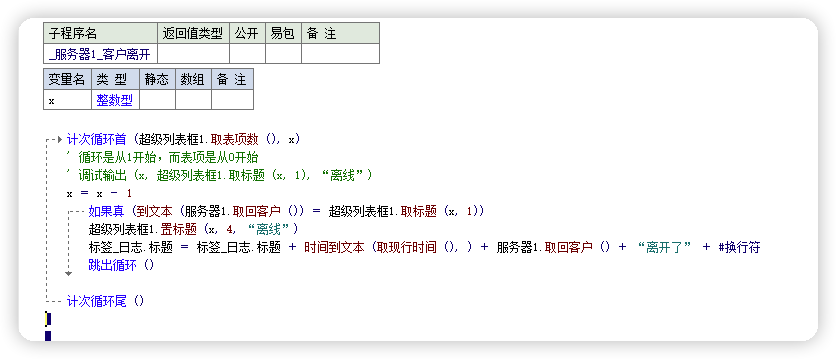 子程序名 返回值类型 公开 易包 备 注
_服务器1_客户离开
变量名 类 型 静态 数组 备 注
x 整数型
计次循环首 (超级列表框1.取表项数 (), x)
' 循环是从1开始，而表项是从0开始
' 调试输出 (x, 超级列表框1.取标题 (x, 1), “离线”)
x = x - 1
如果真 (到文本 (服务器1.取回客户 ()) = 超级列表框1.取标题 (x, 1))
超级列表框1.置标题 (x, 4, “离线”)
标签_日志.标题 = 标签_日志.标题 + 时间到文本 (取现行时间 (), ) + 服务器1.取回客户 () + “离开了” + #换行符
跳出循环 ()
计次循环尾 ()